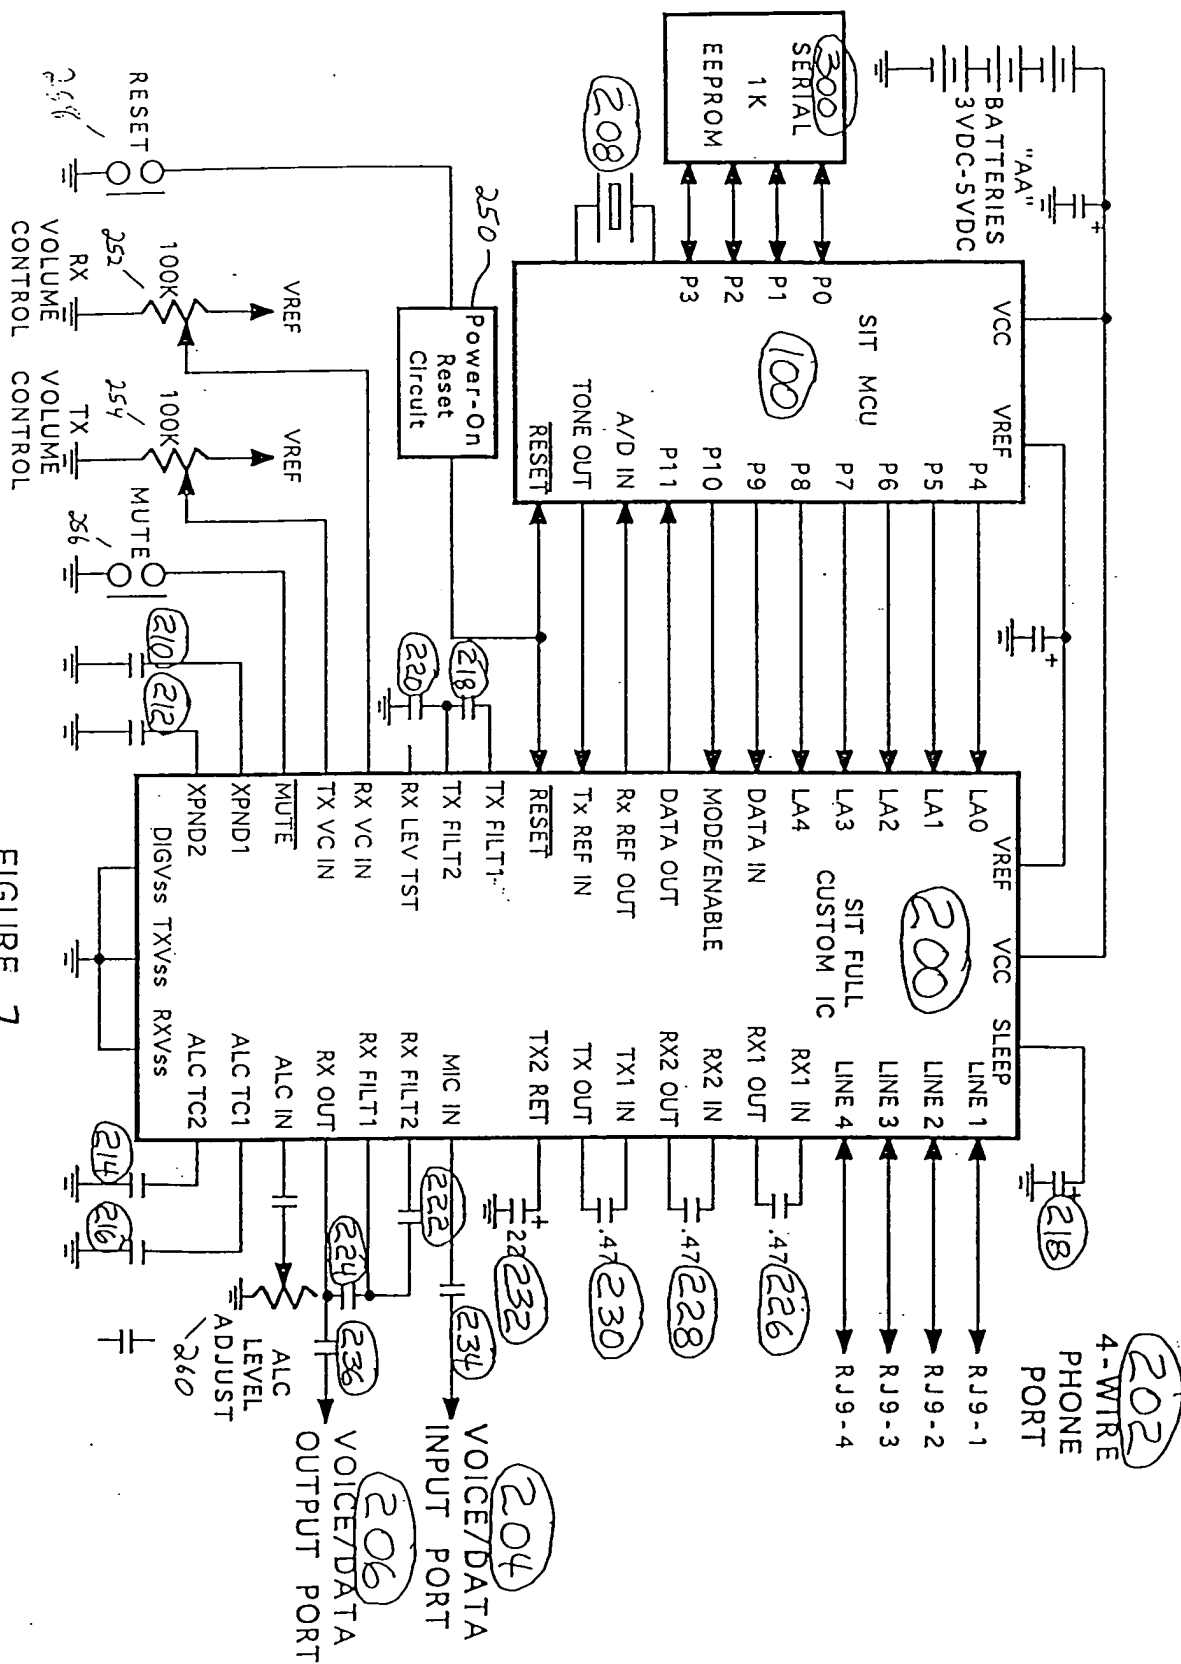 "AA"
BATTERIES
3VDC-5VDC
300
SERIAL
1K
EEPROM
208
P0
P1
P2
P3
VCC
VREF
SIT MCU
100
P4
P5
P6
P7
P8
P9
P10
P11
A/D IN
TONE OUT
RESET
250
Power-On
Reset
Circuit
RESET
VREF
100K
252
RX
VOLUME
CONTROL
VREF
100K
254
TX
VOLUME
CONTROL
MUTE
256
210
212
220
218
VREF
VCC
SLEEP
200
SIT FULL
CUSTOM IC
LA0
LA1
LA2
LA3
LA4
DATA IN
MODE/ENABLE
DATA OUT
Rx REF OUT
Tx REF IN
RESET
TX FILT1
TX FILT2
RX LEV TST
RX VC IN
TX VC IN
MUTE
XPND1
XPND2
DIGVss TXVss RXVss
LINE 1
LINE 2
LINE 3
LINE 4
RX1 IN
RX1 OUT
RX2 IN
RX2 OUT
TX1 IN
TX OUT
TX2 RET
MIC IN
RX FILT2
RX FILT1
RX OUT
ALC IN
ALC TC1
ALC TC2
218
202
4-WIRE
PHONE
PORT
RJ9-1
RJ9-2
RJ9-3
RJ9-4
.47 226
.47 228
.47 230
22 232
222
234
224
236
214
216
ALC
LEVEL
ADJUST
260
204
VOICE/DATA
INPUT PORT
206
VOICE/DATA
OUTPUT PORT
FIGURE 7